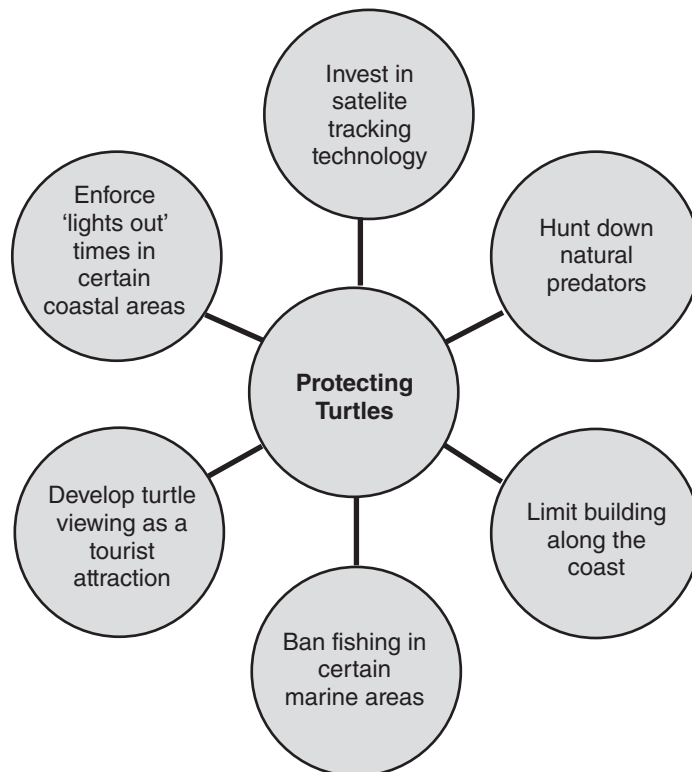 Invest in
satelite
tracking
technology
Enforce
‘lights out’
times in
certain
coastal areas
Hunt down
natural
predators
Protecting
Turtles
Develop turtle
viewing as a
tourist
attraction
Limit building
along the
coast
Ban fishing in
certain
marine areas